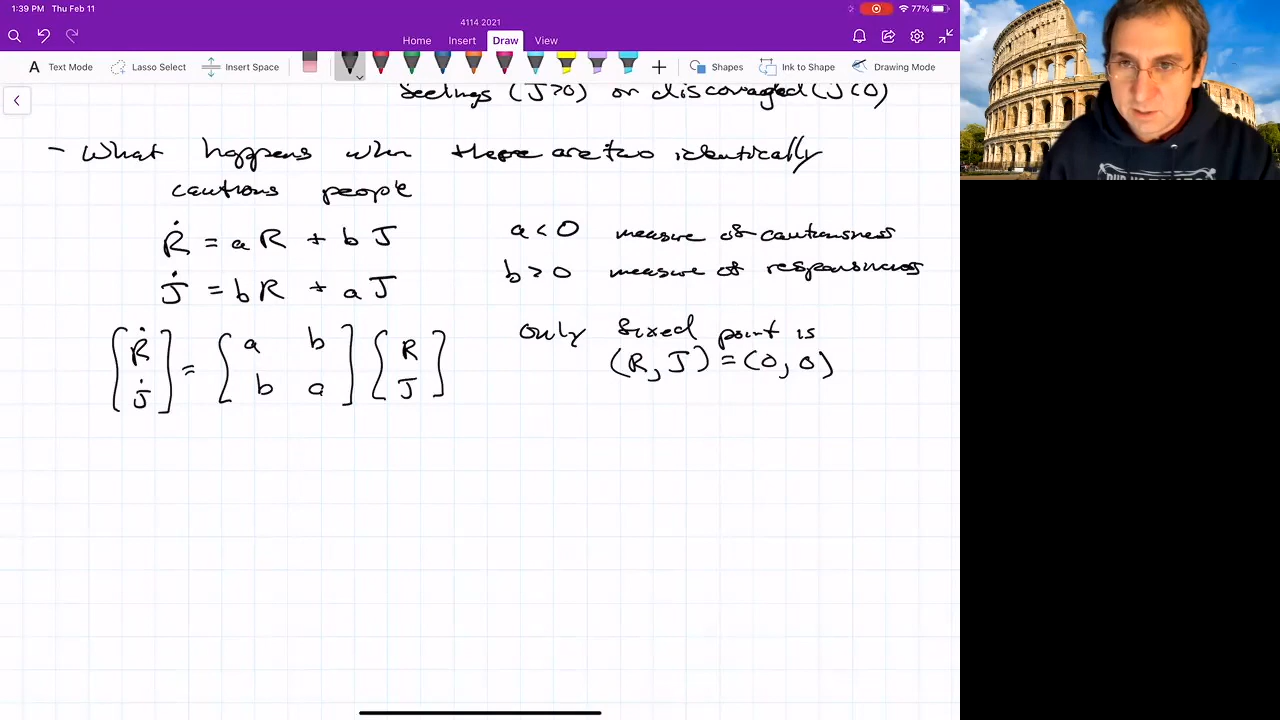 1:39 PM Thu Feb 11
77%
4114 2021
Home Insert Draw View
Text Mode Lasso Select Insert Space Shapes Ink to Shape Drawing Mode
feelings (J>0) or discouraged (J<0)
- What happens when there are two identically
cautious people
Ṙ = aR + bJ
a<0 measure of cautiousness
J̇ = bR + aJ
b>0 measure of responsiveness
[Ṙ J̇] = [a b b a] [R J]
only fixed point is
(R, J) = (0, 0)